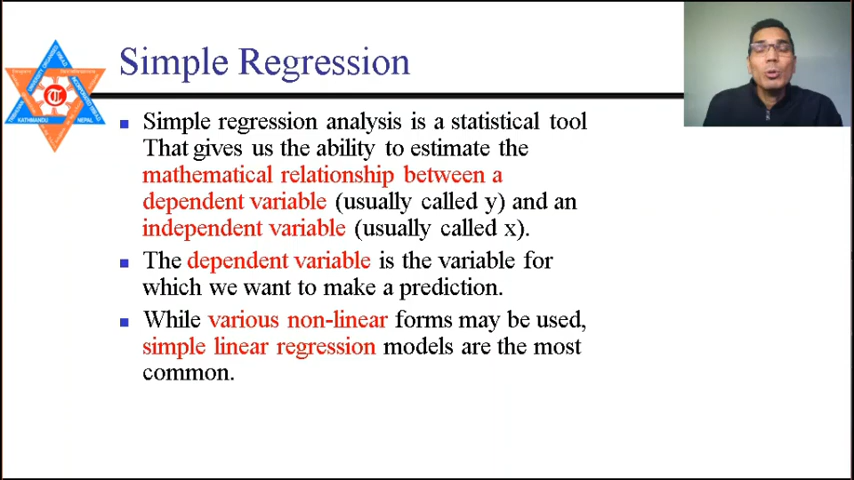 Simple Regression
Simple regression analysis is a statistical tool
That gives us the ability to estimate the
mathematical relationship between a
dependent variable (usually called y) and an
independent variable (usually called x).
The dependent variable is the variable for
which we want to make a prediction.
While various non-linear forms may be used,
simple linear regression models are the most
common.
KATHMANDU
NEPAL